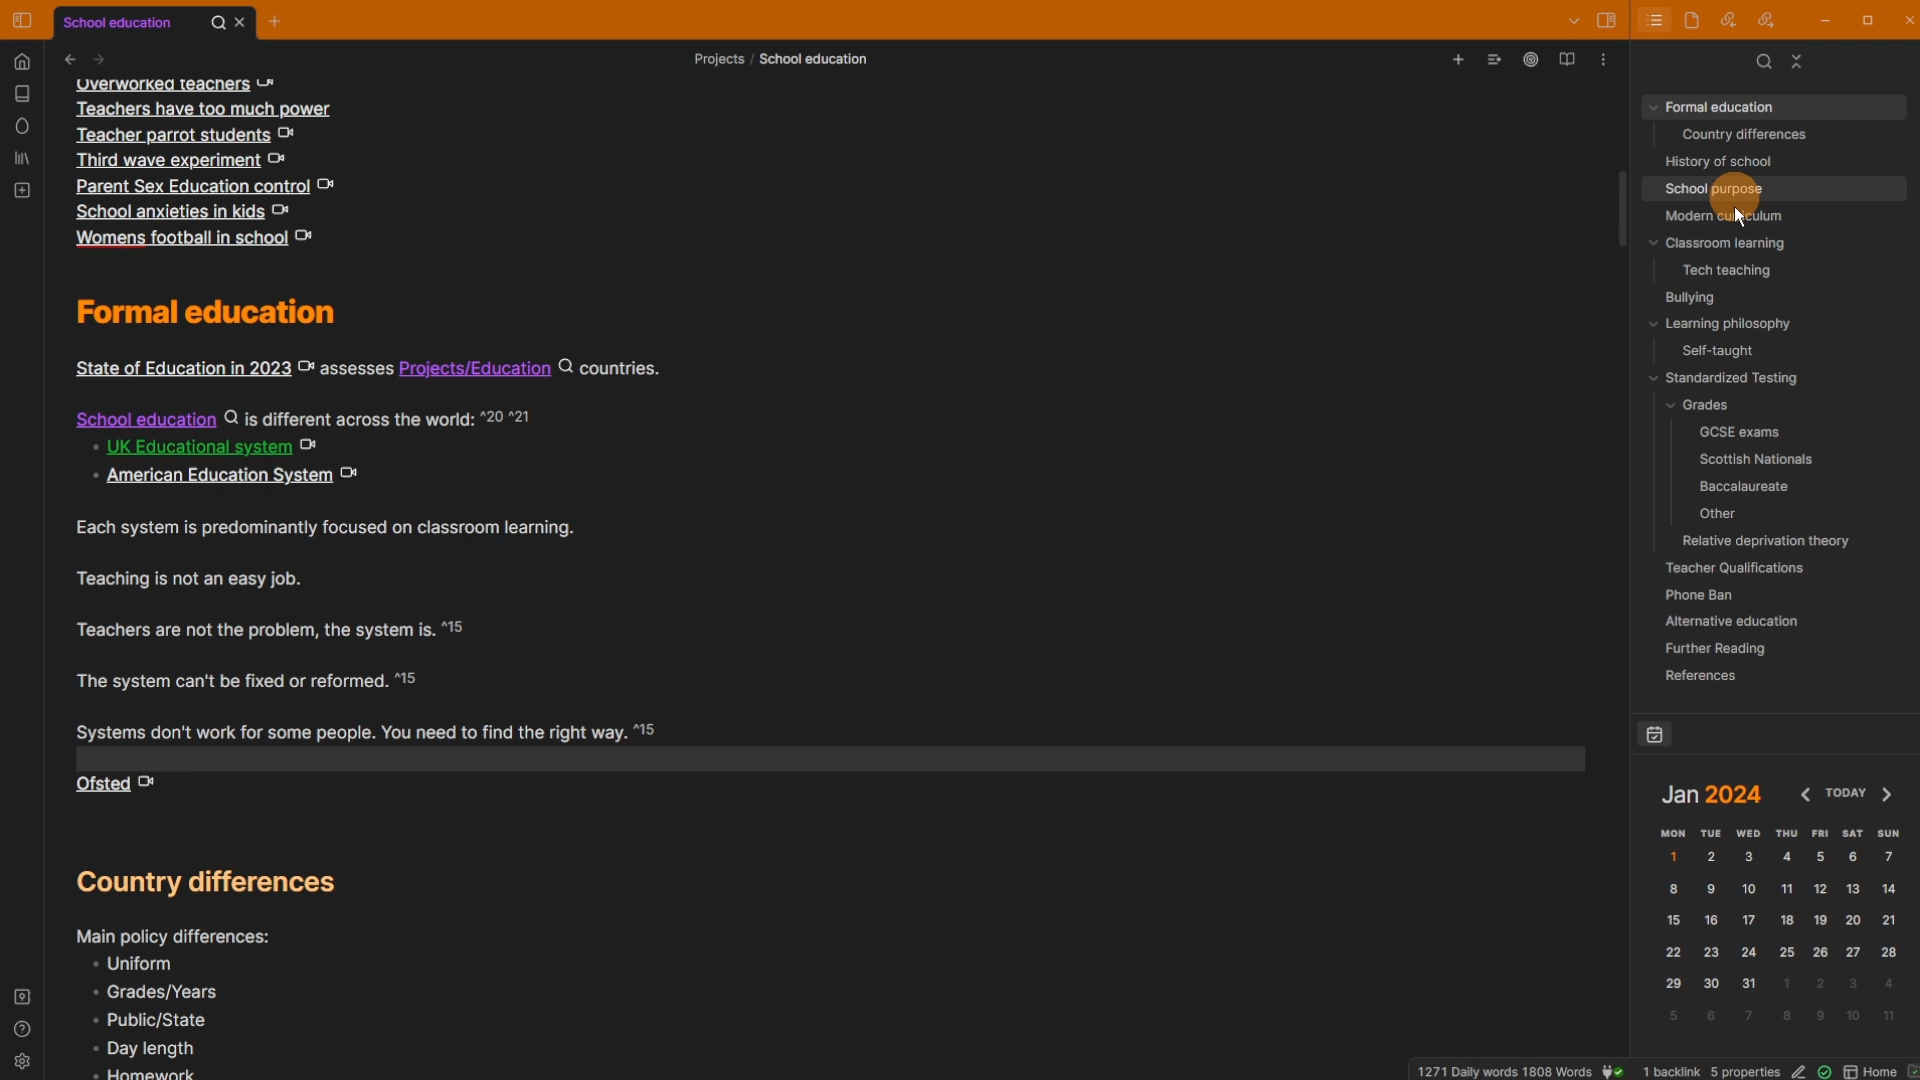 School education
Projects / School education
Overworked teachers
Teachers have too much power
Teacher parrot students
Third wave experiment
Parent Sex Education control
School anxieties in kids
Womens football in school
Formal education
State of Education in 2023 assesses Projects/Education countries.
School education is different across the world: ^20 ^21
• UK Educational system
• American Education System
Each system is predominantly focused on classroom learning.
Teaching is not an easy job.
Teachers are not the problem, the system is. ^15
The system can't be fixed or reformed. ^15
Systems don't work for some people. You need to find the right way. ^15
Ofsted
Country differences
Main policy differences:
• Uniform
• Grades/Years
• Public/State
• Day length
• Homework
Formal education
Country differences
History of school
School purpose
Modern curriculum
Classroom learning
Tech teaching
Bullying
Learning philosophy
Self-taught
Standardized Testing
Grades
GCSE exams
Scottish Nationals
Baccalaureate
Other
Relative deprivation theory
Teacher Qualifications
Phone Ban
Alternative education
Further Reading
References
Jan 2024 TODAY
MON TUE WED THU FRI SAT SUN
1 2 3 4 5 6 7
8 9 10 11 12 13 14
15 16 17 18 19 20 21
22 23 24 25 26 27 28
29 30 31 1 2 3 4
5 6 7 8 9 10 11
1271 Daily words 1808 Words 1 backlink 5 properties Home